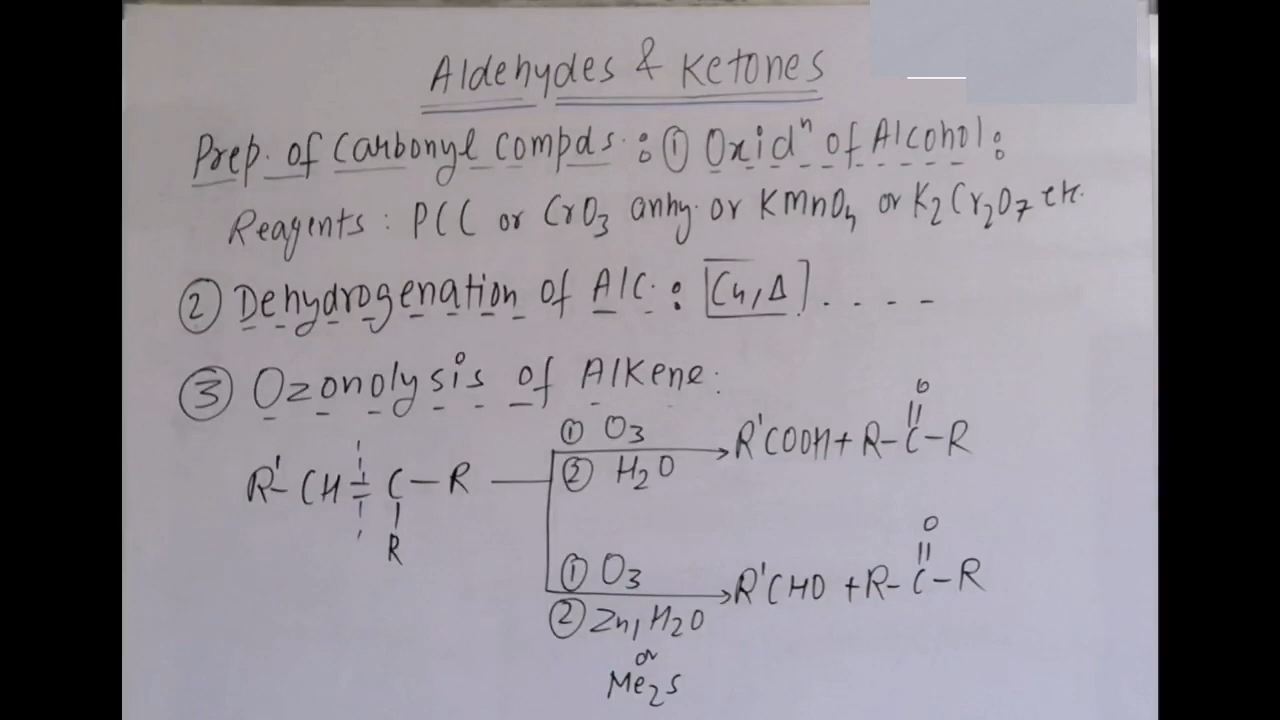 Aldehydes & Ketones
Prep. of Carbonyl Compds. : ① Oxidⁿ of Alcohol :
Reagents : PCC or CrO₃ anhy. or KMnO₄ or K₂Cr₂O₇ etc.
② Dehydrogenation of Alc. : [Cu, Δ] . . . -
③ Ozonolysis of Alkene :
① O₃
② H₂O
O
R'COOH + R-C-R
R'- CH = C - R
R
① O₃
② Zn, H₂O
or
Me₂S
O
R'CHO + R-C-R